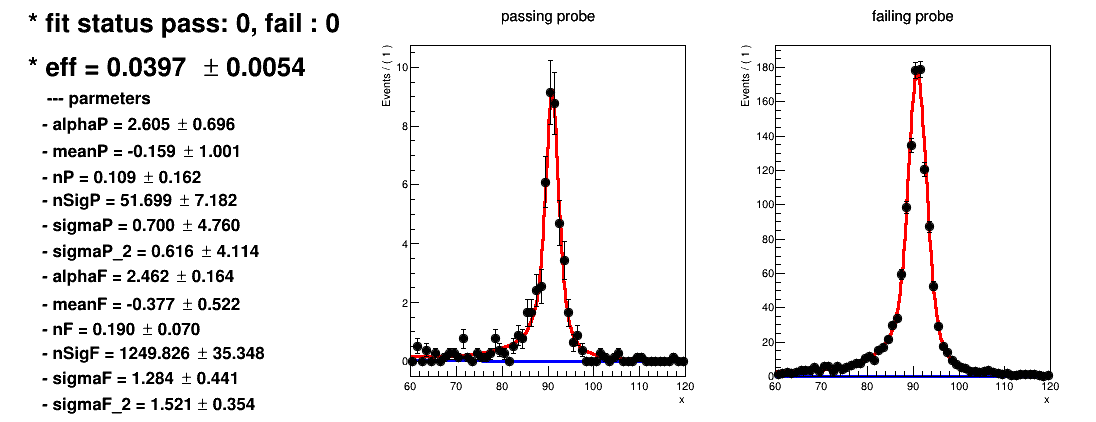 * fit status pass: 0, fail : 0
* eff = 0.0397 ± 0.0054
--- parmeters
- alphaP = 2.605 ± 0.696
- meanP = -0.159 ± 1.001
- nP = 0.109 ± 0.162
- nSigP = 51.699 ± 7.182
- sigmaP = 0.700 ± 4.760
- sigmaP_2 = 0.616 ± 4.114
- alphaF = 2.462 ± 0.164
- meanF = -0.377 ± 0.522
- nF = 0.190 ± 0.070
- nSigF = 1249.826 ± 35.348
- sigmaF = 1.284 ± 0.441
- sigmaF_2 = 1.521 ± 0.354
passing probe
Events / ( 1 )
10
8
6
4
2
0
60 70 80 90 100 110 120
x
failing probe
Events / ( 1 )
180
160
140
120
100
80
60
40
20
0
60 70 80 90 100 110 120
x